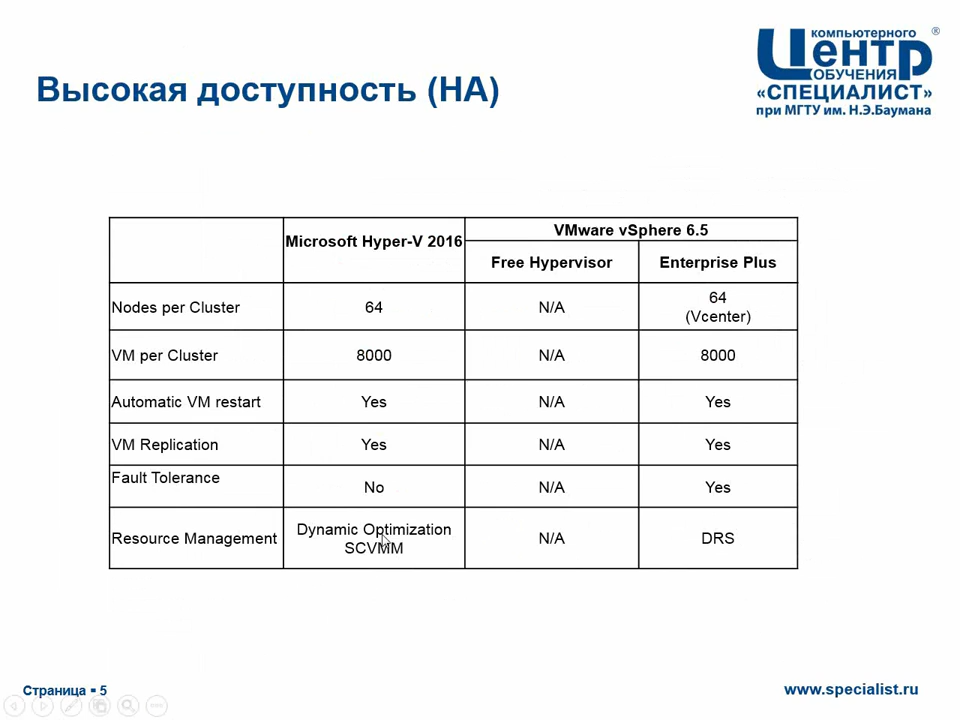 КОМПЬЮТЕРНОГО
ЦЕНТР
®
ОБУЧЕНИЯ
«СПЕЦИАЛИСТ»
при МГТУ им. Н.Э.Баумана
Высокая доступность (HA)
Microsoft Hyper-V 2016
VMware vSphere 6.5
Free Hypervisor
Enterprise Plus
Nodes per Cluster
64
N/A
64
(Vcenter)
VM per Cluster
8000
N/A
8000
Automatic VM restart
Yes
N/A
Yes
VM Replication
Yes
N/A
Yes
Fault Tolerance
No
N/A
Yes
Resource Management
Dynamic Optimization
SCVMM
N/A
DRS
Страница ▪ 5
www.specialist.ru